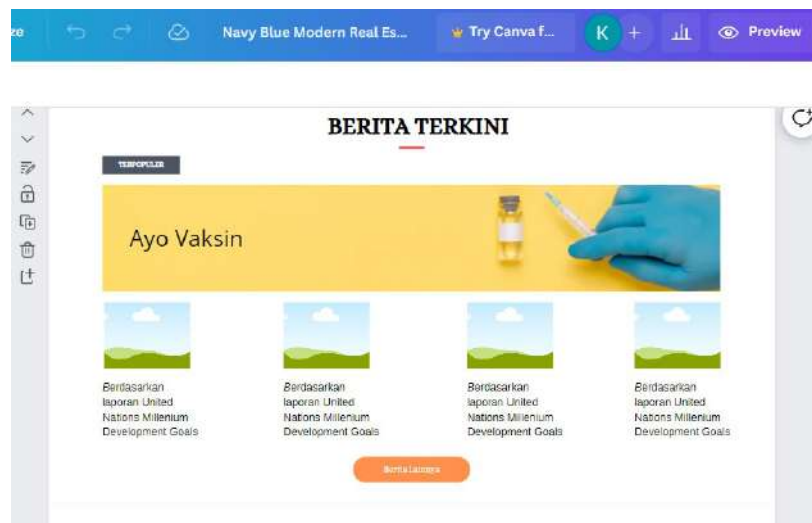 ze
Navy Blue Modern Real Es...
Try Canva f...
K
+
Preview
BERITA TERKINI
TERPOPULER
Ayo Vaksin
Berdasarkan
laporan United
Nations Millenium
Development Goals
Berdasarkan
laporan United
Nations Millenium
Development Goals
Berdasarkan
laporan United
Nations Millenium
Development Goals
Berdasarkan
laporan United
Nations Millenium
Development Goals
Berita Lainnya